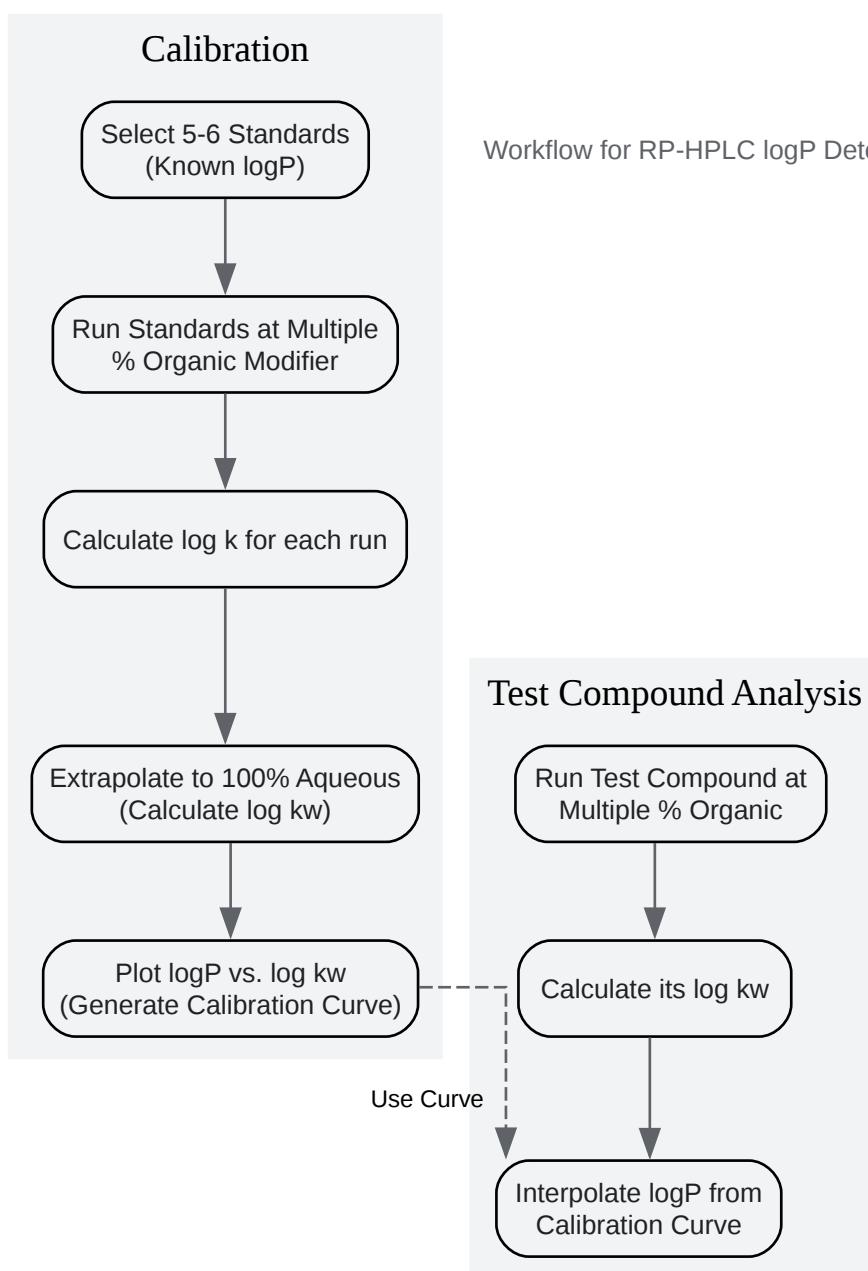 Calibration
Select 5-6 Standards
(Known logP)
Workflow for RP-HPLC logP
Run Standards at Multiple
% Organic Modifier
Calculate log k for each run
Extrapolate to 100% Aqueous
(Calculate log kw)
Plot logP vs. log kw
(Generate Calibration Curve)
Use Curve
Test Compound Analysis
Run Test Compound at
Multiple % Organic
Calculate its log kw
Interpolate logP from
Calibration Curve